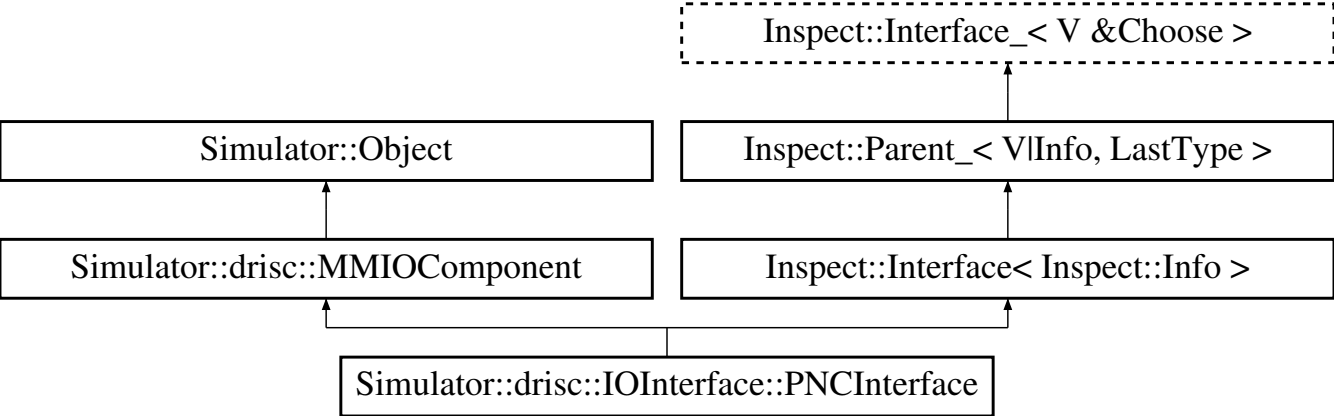 Inspect::Interface_< V &Choose >
Simulator::Object
Inspect::Parent_< V|Info, LastType >
Simulator::drisc::MMIOComponent
Inspect::Interface< Inspect::Info >
Simulator::drisc::IOInterface::PNCInterface